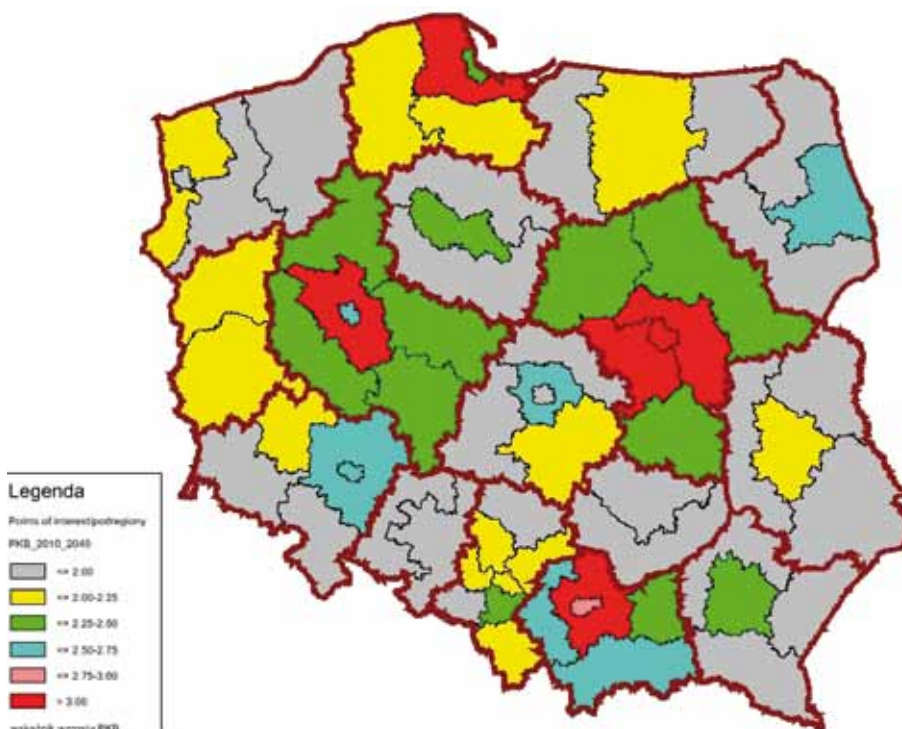 Legenda
Points of interest/podregiony
PKB_2010_2040
<= 2.00
<= 2.00-2.25
<= 2.25-2.50
<= 2.50-2.75
<= 2.75-3.00
> 3.00
PKB